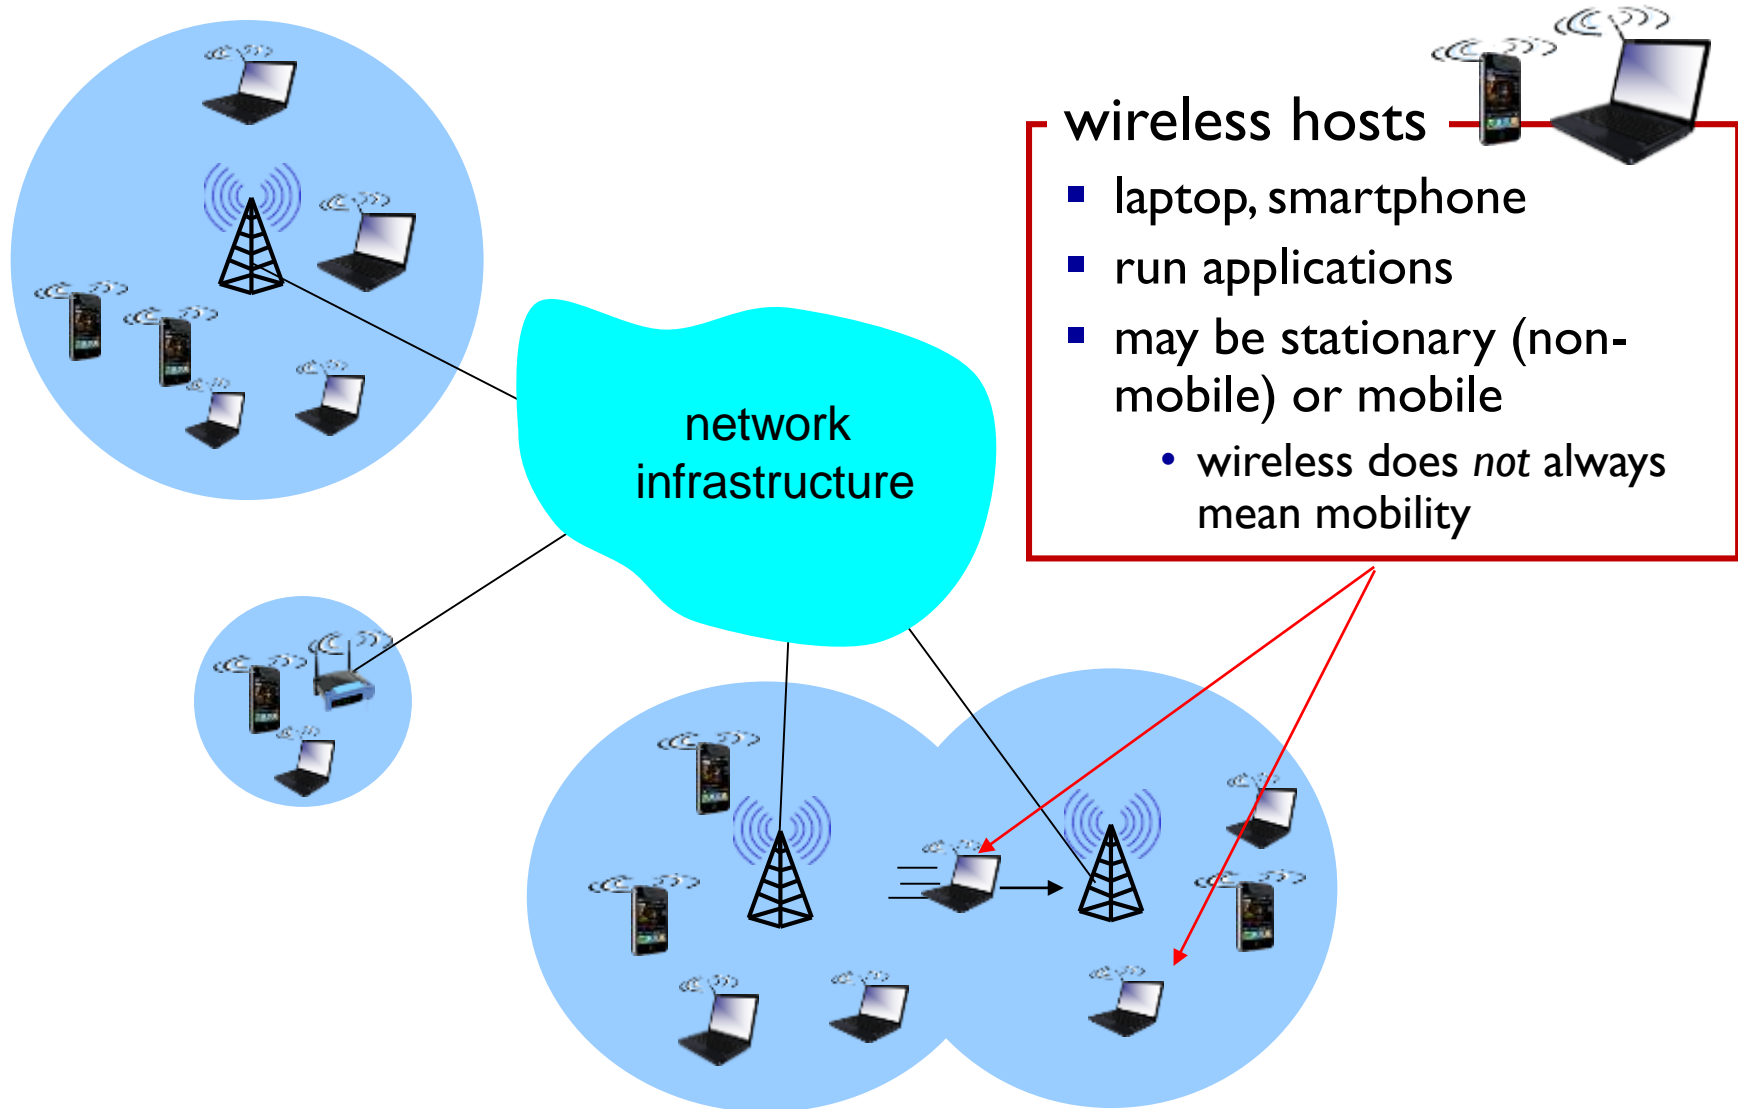 wireless hosts
▪ laptop, smartphone
▪ run applications
▪ may be stationary (non-
mobile) or mobile
• wireless does not always
mean mobility
network
infrastructure